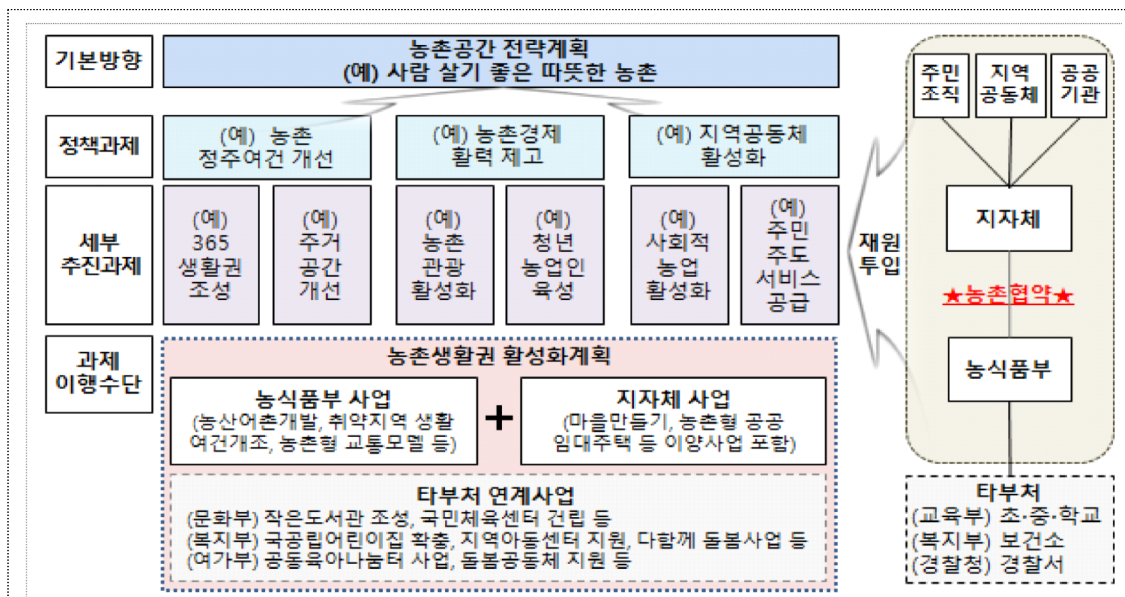 기본방향
농촌공간 전략계획
(예) 사람 살기 좋은 따뜻한 농촌
정책과제
(예) 농촌
정주여건 개선
(예) 농촌경제
활력 제고
(예) 지역공동체
활성화
세부
추진과제
(예)
365
생활권
조성
(예)
주거
공간
개선
(예)
농촌
관광
활성화
(예)
청년
농업인
육성
(예)
사회적
농업
활성화
(예)
주민
주도
서비스
공급
과제
이행수단
농촌생활권 활성화계획
농식품부 사업
(농산어촌개발, 취약지역 생활
여건개조, 농촌형 교통모델 등)
+
지자체 사업
(마을만들기, 농촌형 공공
임대주택 등 이양사업 포함)
타부처 연계사업
(문화부) 작은도서관 조성, 국민체육센터 건립 등
(복지부) 국공립어린이집 확충, 지역아동센터 지원, 다함께 돌봄사업 등
(여가부) 공동육아나눔터 사업, 돌봄공동체 지원 등
재원
투입
주민
조직
지역
공동체
공공
기관
지자체
★농촌협약★
농식품부
타부처
(교육부) 초·중·학교
(복지부) 보건소
(경찰청) 경찰서